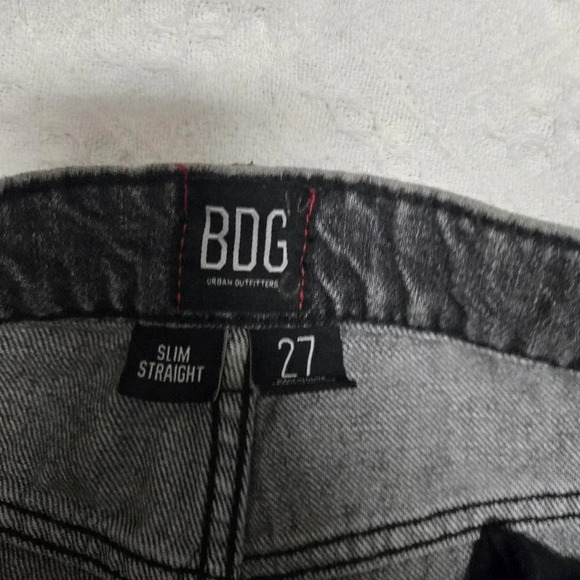 BDG
URBAN OUTFITTERS
SLIM
STRAIGHT
27